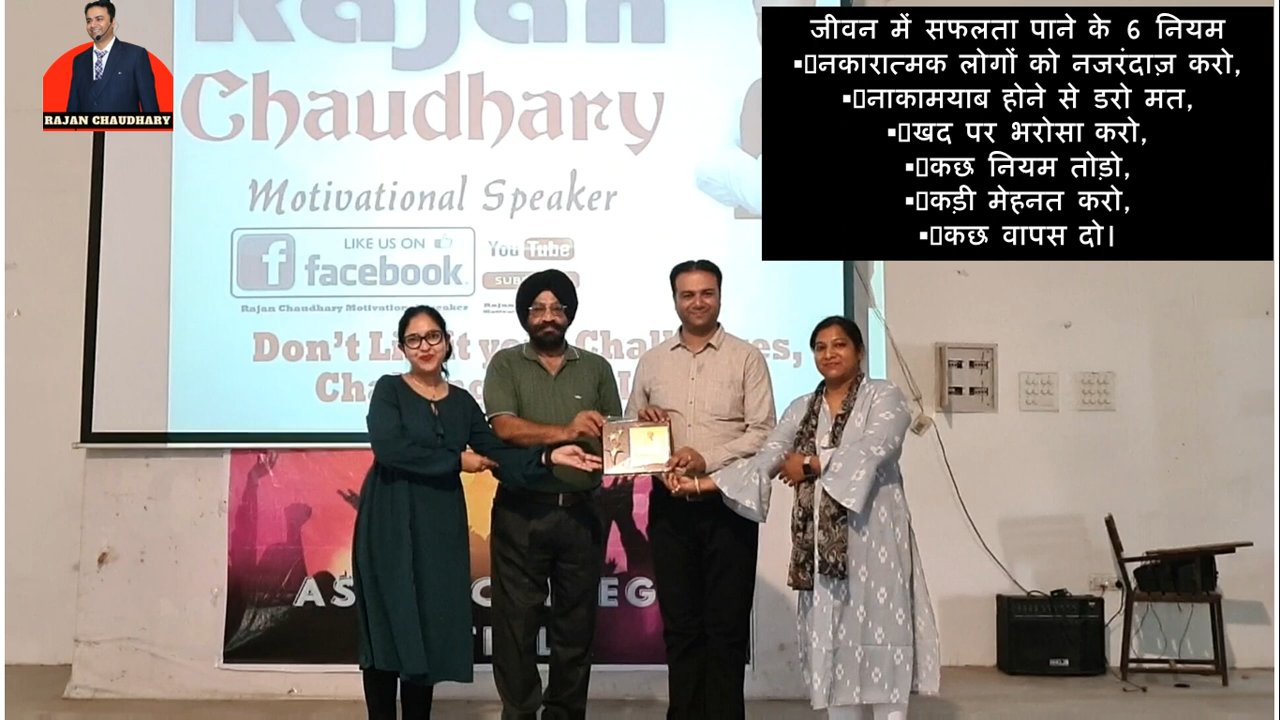 RAJAN CHAUDHARY
Rajan
Chaudhary
Motivational Speaker
LIKE US ON
facebook
You Tube
Rajan Chaudhary
Don't
जीवन में सफलता पाने के 6 नियम
▪नकारात्मक लोगों को नजरंदाज़ करो,
▪नाकामयाब होने से डरो मत,
▪खद पर भरोसा करो,
▪कछ नियम तोड़ो,
▪कड़ी मेहनत करो,
▪कछ वापस दो।